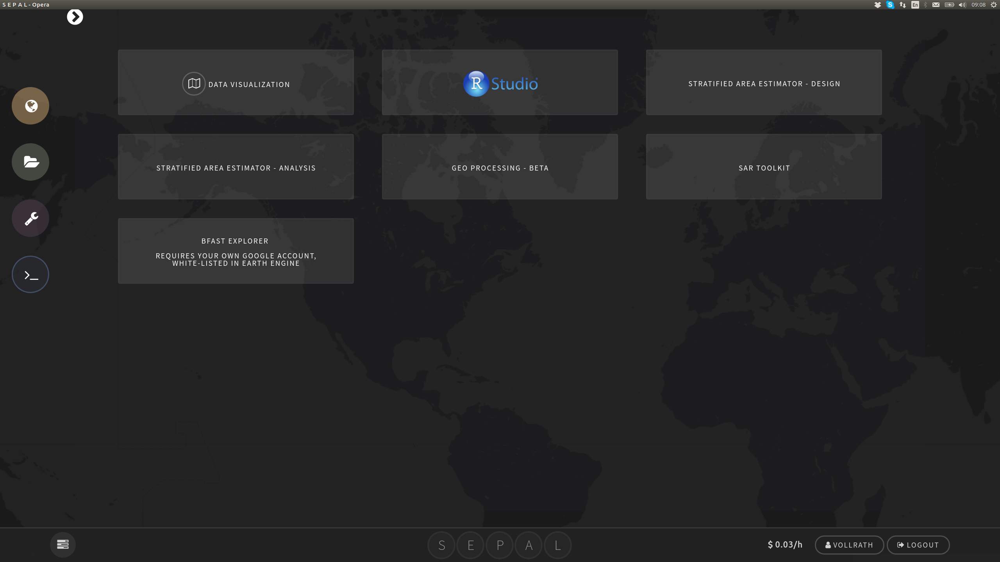 S E P A L - Opera
S
En
09:08
DATA VISUALIZATION
R Studio
STRATIFIED AREA ESTIMATOR - DESIGN
STRATIFIED AREA ESTIMATOR - ANALYSIS
GEO PROCESSING - BETA
SAR TOOLKIT
BFAST EXPLORER
REQUIRES YOUR OWN GOOGLE ACCOUNT,
WHITE-LISTED IN EARTH ENGINE
S E P A L
$ 0.03/h
VOLLRATH
LOGOUT